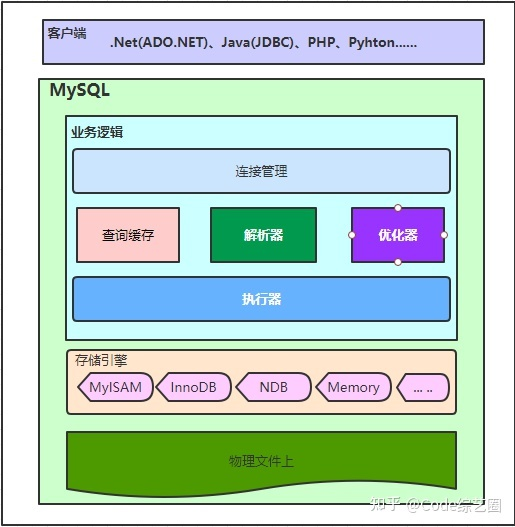 客户端
.Net(ADO.NET)、Java(JDBC)、PHP、Pyhton......
MySQL
业务逻辑
连接管理
查询缓存 解析器 优化器
执行器
存储引擎
MyISAM InnoDB NDB Memory ... ..
物理文件上
知乎 @Code综艺圈